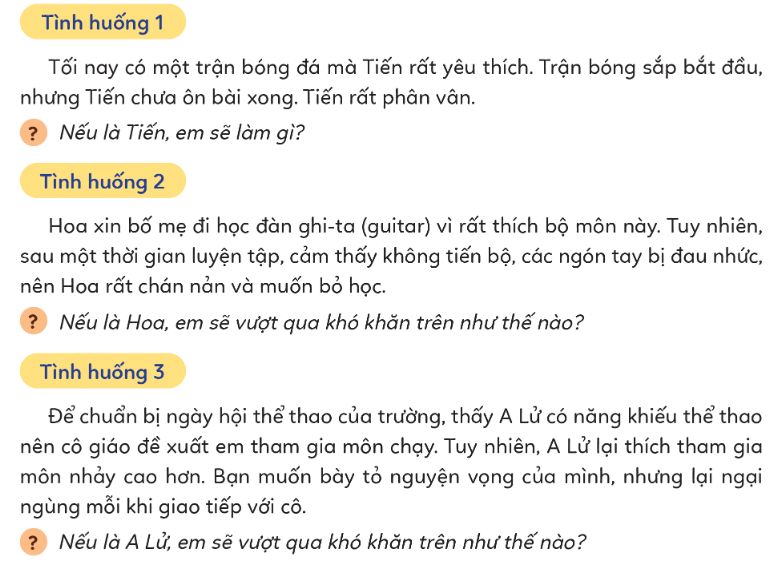 Tình huống 1
Tối nay có một trận bóng đá mà Tiến rất yêu thích. Trận bóng sắp bắt đầu,
nhưng Tiến chưa ôn bài xong. Tiến rất phân vân.
? Nếu là Tiến, em sẽ làm gì?
Tình huống 2
Hoa xin bố mẹ đi học đàn ghi-ta (guitar) vì rất thích bộ môn này. Tuy nhiên,
sau một thời gian luyện tập, cảm thấy không tiến bộ, các ngón tay bị đau nhức,
nên Hoa rất chán nản và muốn bỏ học.
? Nếu là Hoa, em sẽ vượt qua khó khăn trên như thế nào?
Tình huống 3
Để chuẩn bị ngày hội thể thao của trường, thấy A Lử có năng khiếu thể thao
nên cô giáo đề xuất em tham gia môn chạy. Tuy nhiên, A Lử lại thích tham gia
môn nhảy cao hơn. Bạn muốn bày tỏ nguyện vọng của mình, nhưng lại ngại
ngùng mỗi khi giao tiếp với cô.
? Nếu là A Lử, em sẽ vượt qua khó khăn trên như thế nào?